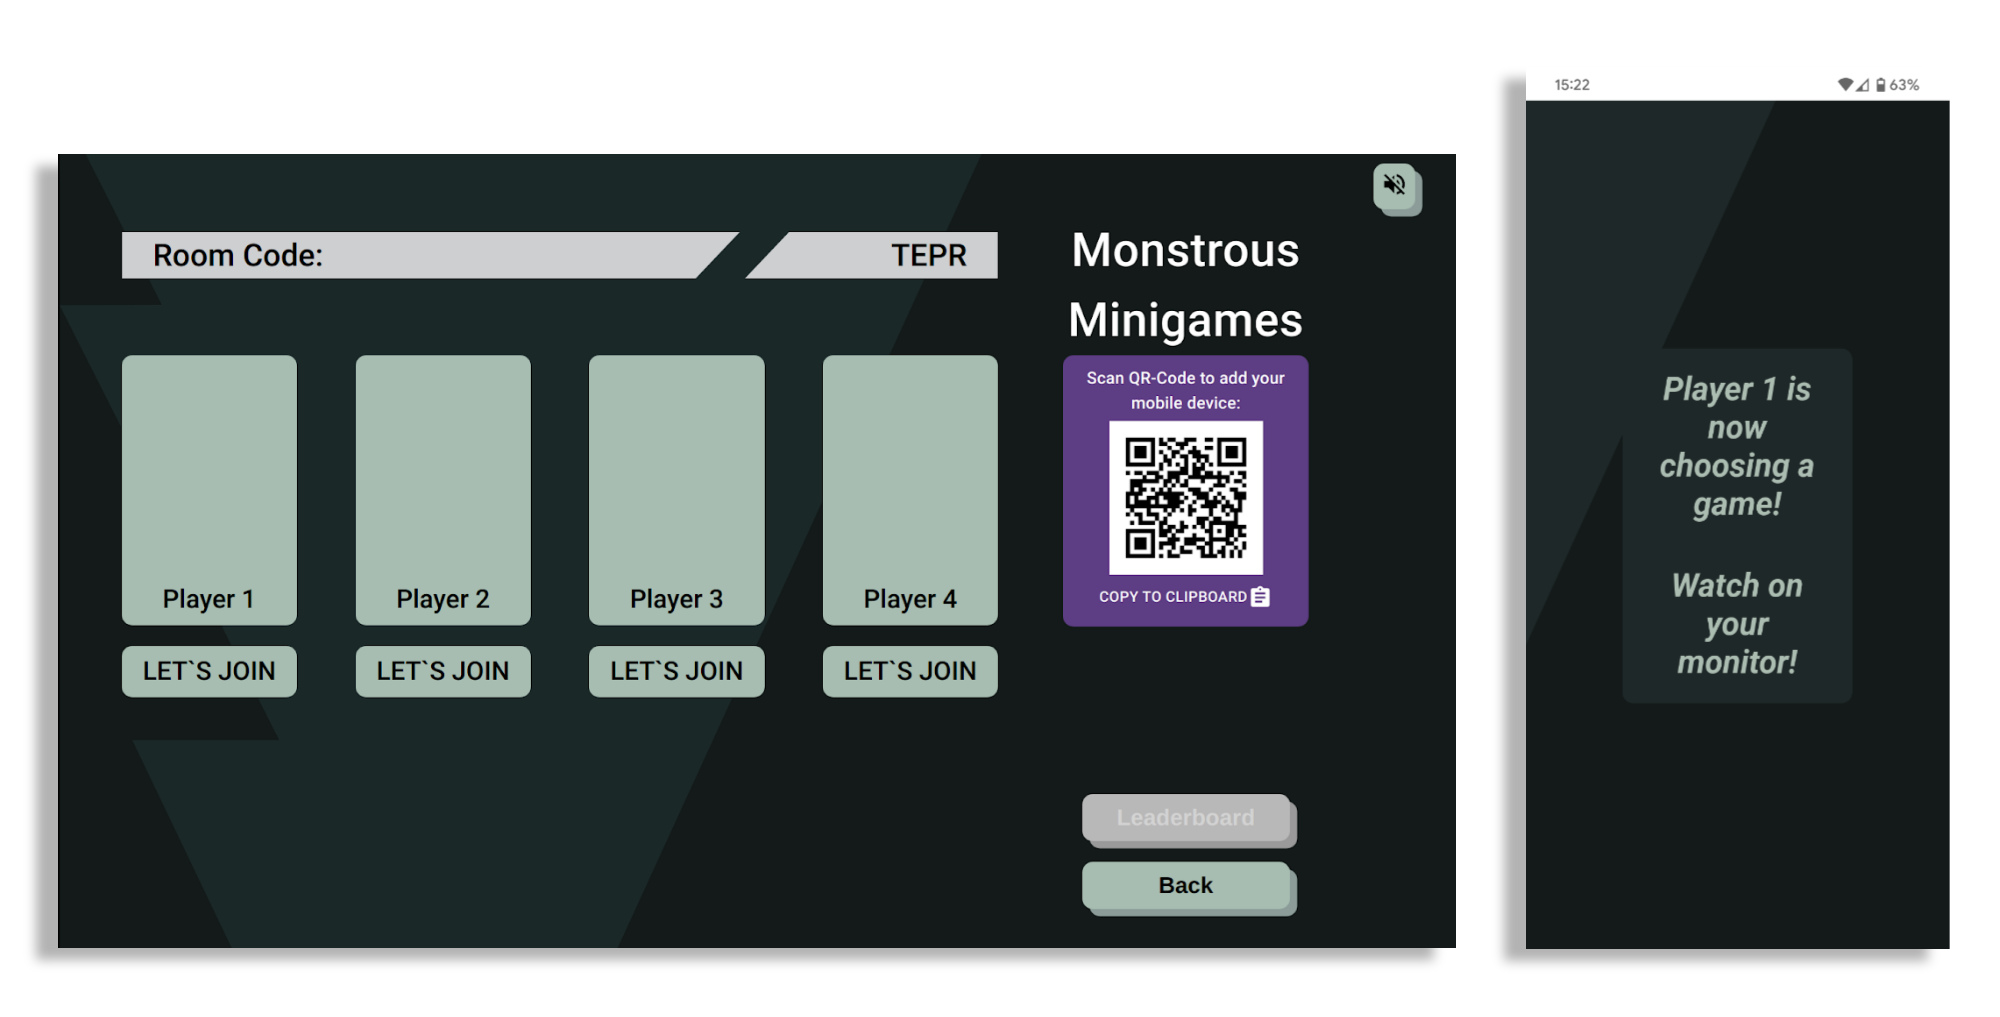 Room Code:
TEPR
Monstrous
Minigames
Scan QR-Code to add your
mobile device:
COPY TO CLIPBOARD
Player 1
Player 2
Player 3
Player 4
LET`S JOIN
LET`S JOIN
LET`S JOIN
LET`S JOIN
Leaderboard
Back
15:22
63%
Player 1 is
now
choosing a
game!
Watch on
your
monitor!